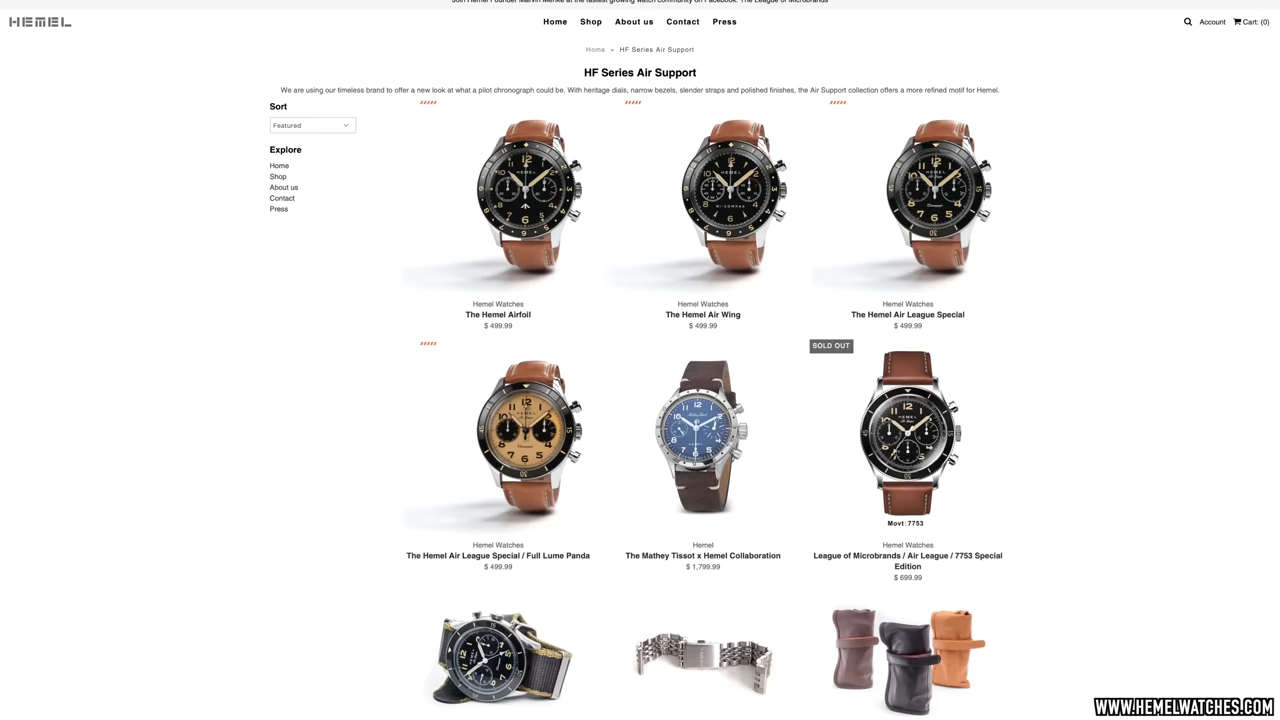 Join Hemel Founder Marvin Menke at the fastest growing watch community on Facebook: The League of Microbrands
HEMEL
Home Shop About us Contact Press
Account Cart: (0)
Home » HF Series Air Support
HF Series Air Support
We are using our timeless brand to offer a new look at what a pilot chronograph could be. With heritage dials, narrow bezels, slender straps and polished finishes, the Air Support collection offers a more refined motif for Hemel.
Sort
Featured
Explore
Home
Shop
About us
Contact
Press
Hemel Watches
The Hemel Airfoil
$ 499.99
Hemel Watches
The Hemel Air Wing
$ 499.99
Hemel Watches
The Hemel Air League Special
$ 499.99
Hemel Watches
The Hemel Air League Special / Full Lume Panda
$ 499.99
Hemel
The Mathey Tissot x Hemel Collaboration
$ 1,799.99
SOLD OUT
Movt: 7753
Hemel Watches
League of Microbrands / Air League / 7753 Special
Edition
$ 699.99
WWW.HEMELWATCHES.COM